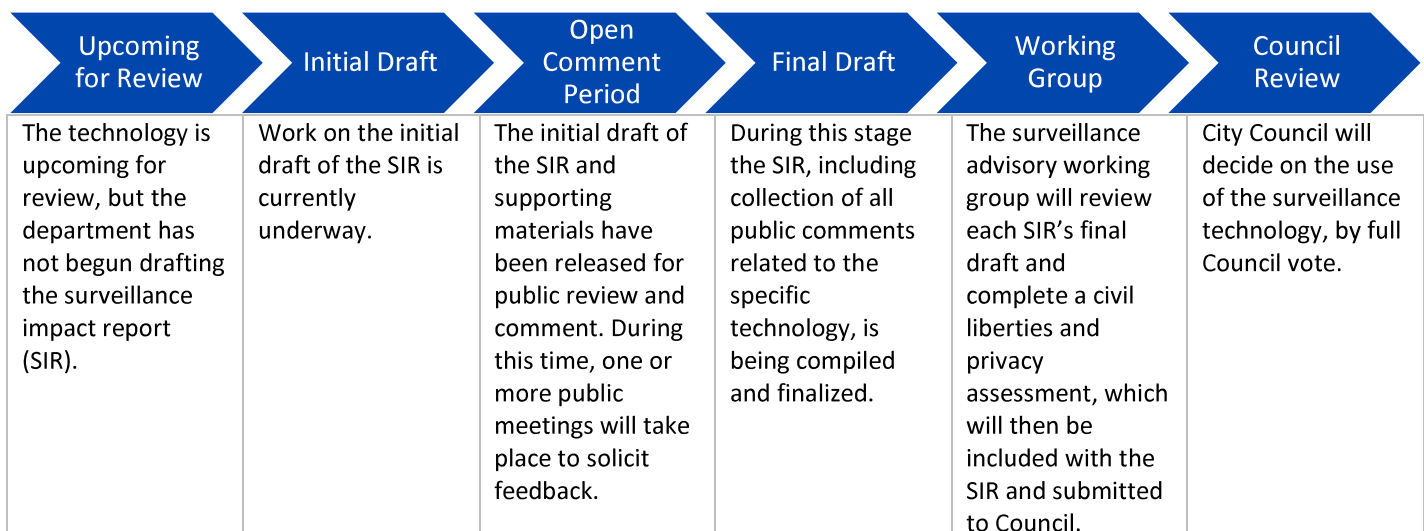 Upcoming
for Review
Initial Draft
Open
Comment
Period
Final Draft
Working
Group
Council
Review
The technology is
upcoming for
review, but the
department has
not begun drafting
the surveillance
impact report
(SIR).
Work on the initial
draft of the SIR is
currently
underway.
The initial draft of
the SIR and
supporting
materials have
been released for
public review and
comment. During
this time, one or
more public
meetings will take
place to solicit
feedback.
During this stage
the SIR, including
collection of all
public comments
related to the
specific
technology, is
being compiled
and finalized.
The surveillance
advisory working
group will review
each SIR’s final
draft and
complete a civil
liberties and
privacy
assessment, which
will then be
included with the
SIR and submitted
to Council.
City Council will
decide on the use
of the surveillance
technology, by full
Council vote.